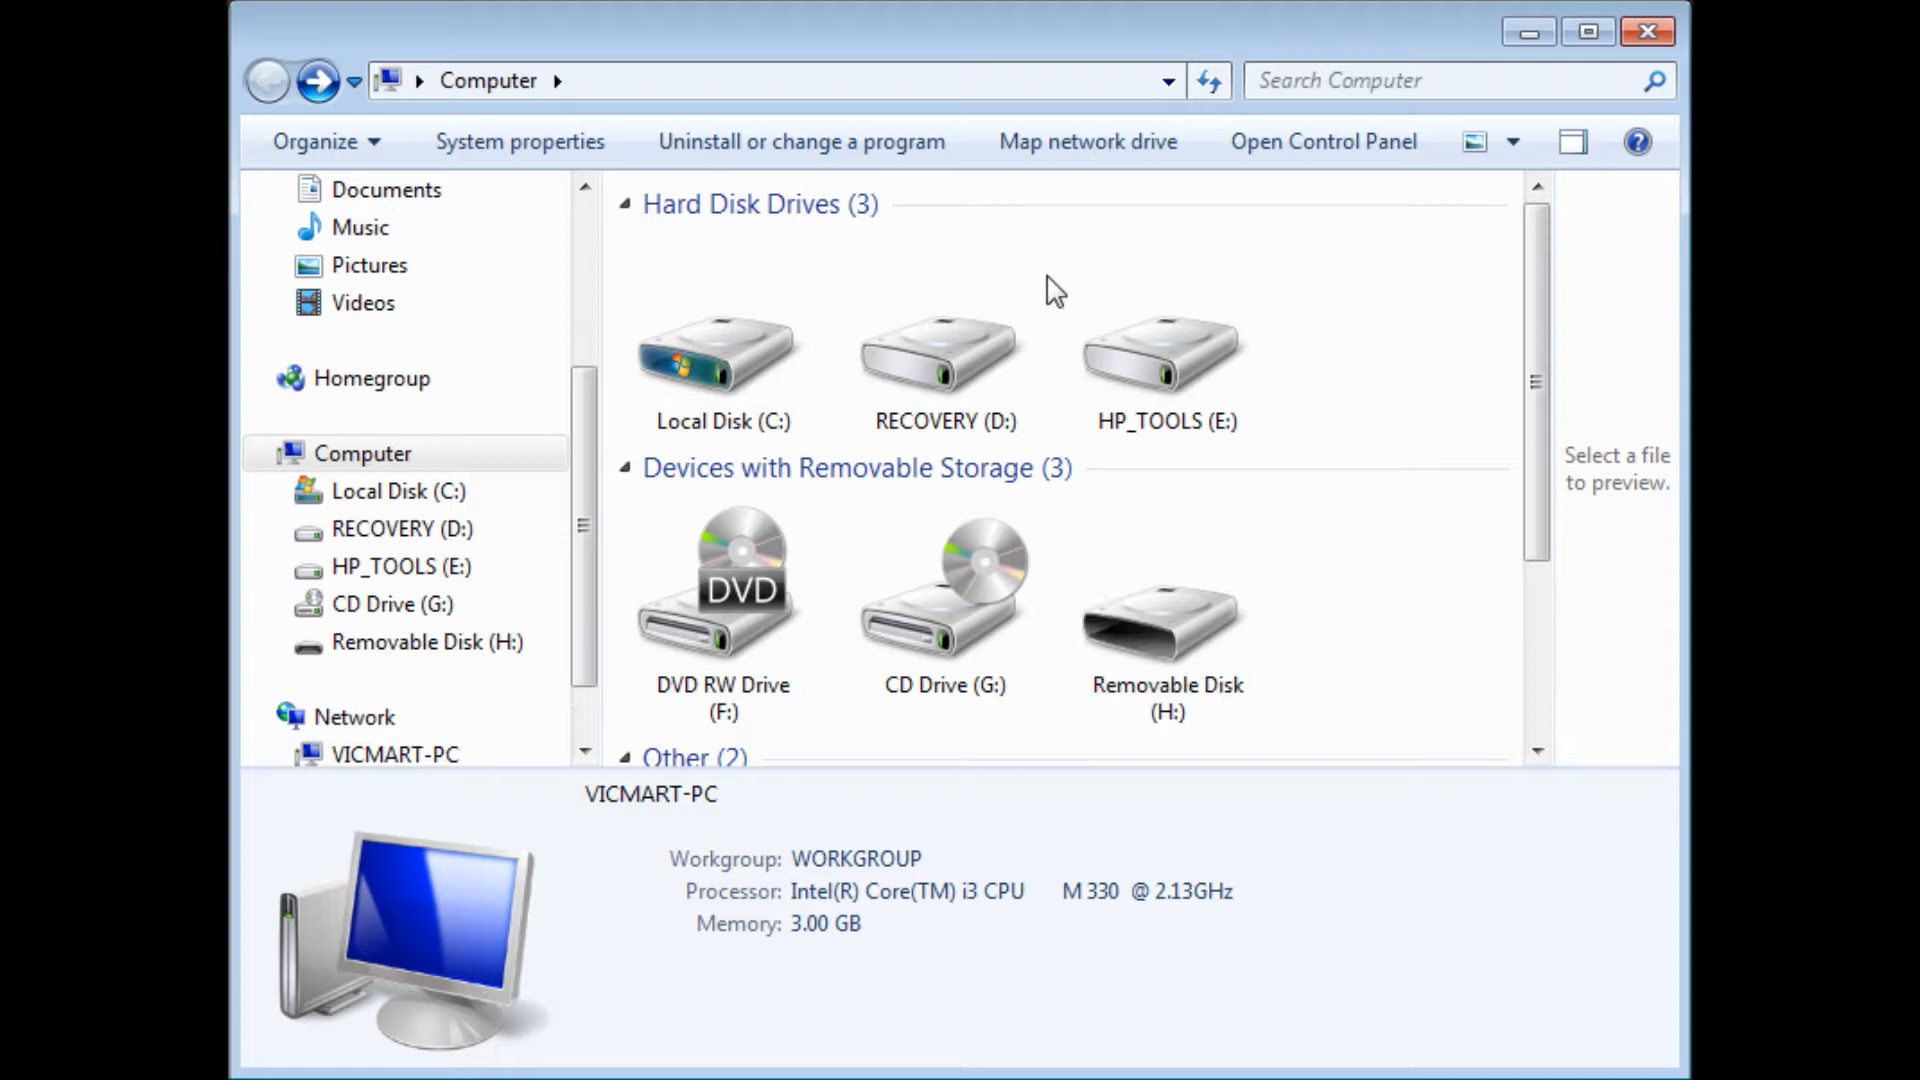 Computer
Search Computer
Organize
System properties
Uninstall or change a program
Map network drive
Open Control Panel
Documents
Music
Pictures
Videos
Homegroup
Computer
Local Disk (C:)
RECOVERY (D:)
HP_TOOLS (E:)
CD Drive (G:)
Removable Disk (H:)
Network
VICMART-PC
Hard Disk Drives (3)
Local Disk (C:)
RECOVERY (D:)
HP_TOOLS (E:)
Devices with Removable Storage (3)
DVD
DVD RW Drive
(F:)
CD Drive (G:)
Removable Disk
(H:)
Other (2)
Select a file
to preview.
VICMART-PC
Workgroup: WORKGROUP
Processor: Intel(R) Core(TM) i3 CPU M 330 @ 2.13GHz
Memory: 3.00 GB